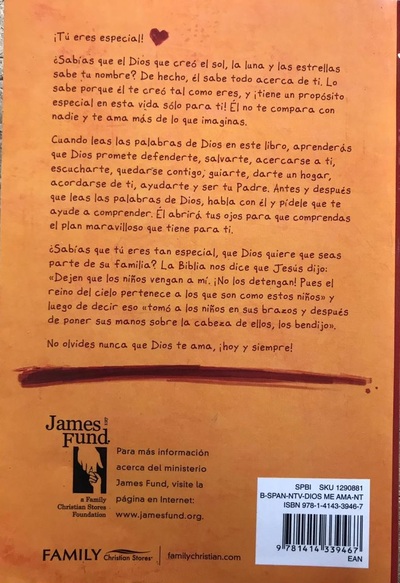 ¡Tú eres especial!
¿Sabías que el Dios que creó el sol, la luna y las estrellas
sabe tu nombre? De hecho, él sabe todo acerca de ti. Lo
sabe porque él te creó tal como eres, y ¡tiene un propósito
especial en esta vida sólo para ti! Él no te compara con
nadie y te ama más de lo que imaginas.
Cuando leas las palabras de Dios en este libro, aprenderás
que Dios promete defenderte, salvarte, acercarse a ti,
escucharte, quedarse contigo, guiarte, darte un hogar,
acordarse de ti, ayudarte y ser tu Padre. Antes y después
que leas las palabras de Dios, habla con él y pídele que te
ayude a comprender. Él abrirá tus ojos para que comprendas
el plan maravilloso que tiene para ti.
¿Sabías que tú eres tan especial, que Dios quiere que seas
parte de su familia? La Biblia nos dice que Jesús dijo:
«Dejen que los niños vengan a mí. ¡No los detengan! Pues el
reino del cielo pertenece a los que son como estos niños» y
luego de decir eso «tomó a los niños en sus brazos y después
de poner sus manos sobre la cabeza de ellos, los bendijo».
No olvides nunca que Dios te ama, ¡hoy y siempre!
James
Fund
a Family
Christian Stores
Foundation
Para más información
acerca del ministerio
James Fund, visite la
página en Internet:
www.jamesfund.org.
SPBI SKU 1290881
B-SPAN-NTV-DIOS ME AMA-NT
ISBN 978-1-4143-3946-7
9 781414 339467
EAN
FAMILY Christian Stores | familychristian.com